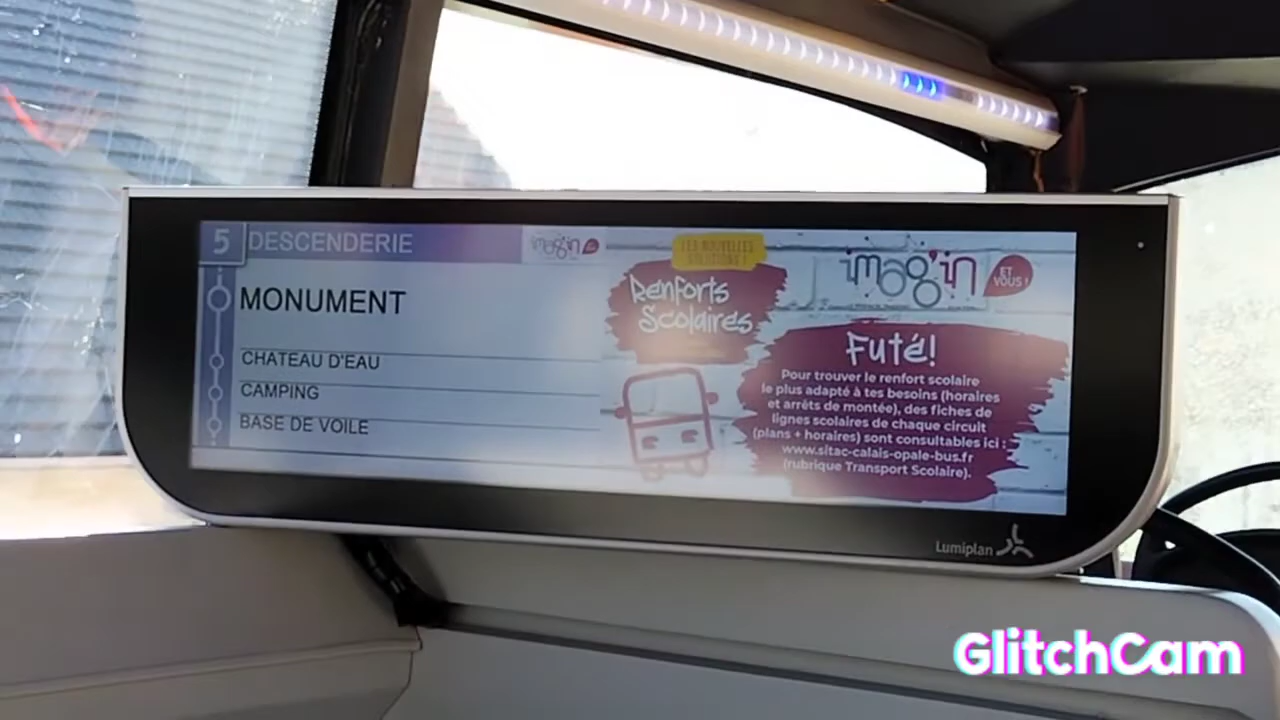 5 DESCENDERIE
imag'in
MONUMENT
CHATEAU D'EAU
CAMPING
BASE DE VOILE
LES NOUVELLES
SOLUTIONS !
Renforts
Scolaires
imag'in
ET
VOUS !
Futé!
Pour trouver le renfort scolaire
le plus adapté à tes besoins (horaires
et arrêts de montée), des fiches de
lignes scolaires de chaque circuit
(plans + horaires) sont consultables ici :
www.sitac-calais-opale-bus.fr
(rubrique Transport Scolaire).
Lumiplan
GlitchCam